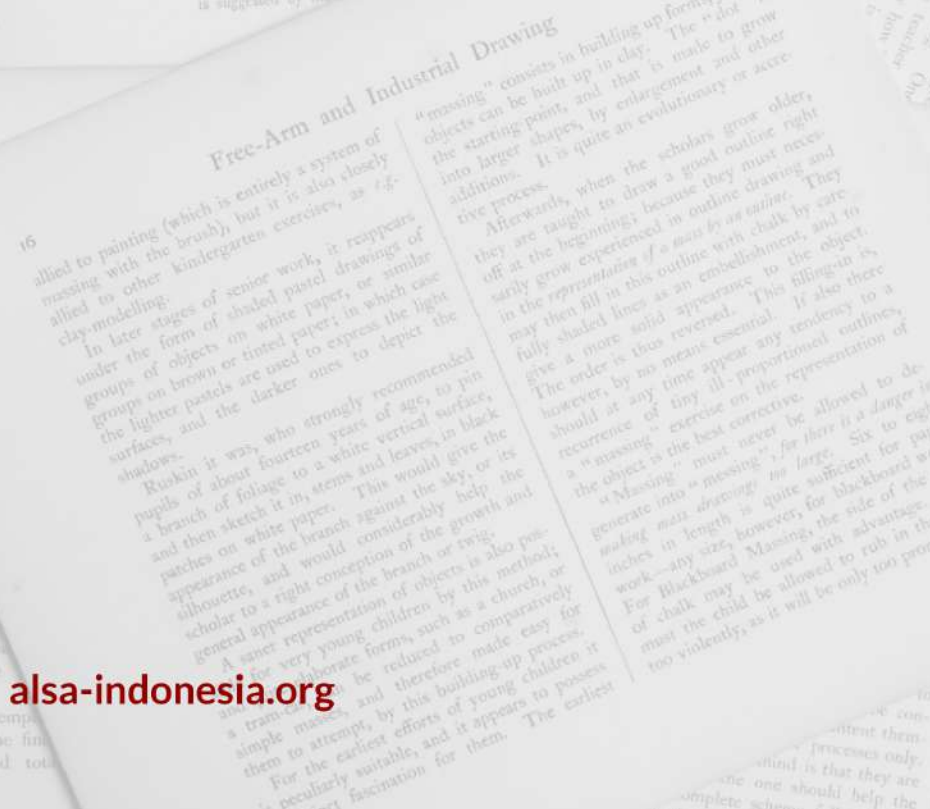 is suggested by
Free-Arm and Industrial Drawing
16
allied to painting (which is entirely a system of
massing with the brush), but it is also closely
allied to other kindergarten exercises, as e.g.
clay-modelling.
In later stages of senior work, it reappears
under the form of shaded pastel drawings of
groups of objects on white paper, or similar
groups on brown or tinted paper; in which case
the lighter pastels are used to express the light
surfaces, and the darker ones to depict the
shadows.
Ruskin it was, who strongly recommended
pupils of about fourteen years of age, to pin
a branch of foliage to a white vertical surface,
and then sketch it in, stems and leaves, in black
patches on white paper. This would give the
appearance of the branch against the sky, or its
silhouette, and would considerably help the
scholar to a right conception of the growth and
general appearance of the branch or twig.
A sanet representation of objects is also pos-
for very young children by this method;
and elaborate forms, such as a church, or
a tram-car be reduced to comparatively
simple masses, and therefore made easy for
them to attempt, by this building-up process.
For the earliest efforts of young children it
is peculiarly suitable, and it appears to possess
fascination for them. The earliest
"massing" consists in building up forms
objects can be built up in clay. The "dot
the starting point, and that is made to grow
into larger shapes, by enlargement and other
additions. It is quite an evolutionary or accre-
tive process.
Afterwards, when the scholars grow older,
they are taught to draw a good outline right
off at the beginning; because they must neces-
sarily grow experienced in outline drawing and
in the representation of a mass by an outline. They
may then fill in this outline with chalk by care-
fully shaded lines as an embellishment, and to
give a more solid appearance to the object.
The order is thus reversed. This filling-in is,
however, by no means essential. If also there
should at any time appear any tendency to a
recurrence of tiny ill-proportioned outlines,
a "massing" exercise on the representation of
the object is the best corrective.
"Massing" must never be allowed to de-
generate into "messing", for there is a danger in
making mass drawings too large. Six to eight
inches in length is quite sufficient for
work—any size, however, for blackboard
For Blackboard Massing, the side of the
of chalk may be used with advantage.
must the child be allowed to rub in the
too violently, as it will be only too
alsa-indonesia.org
processes only.
mind is that they are
the one should help the